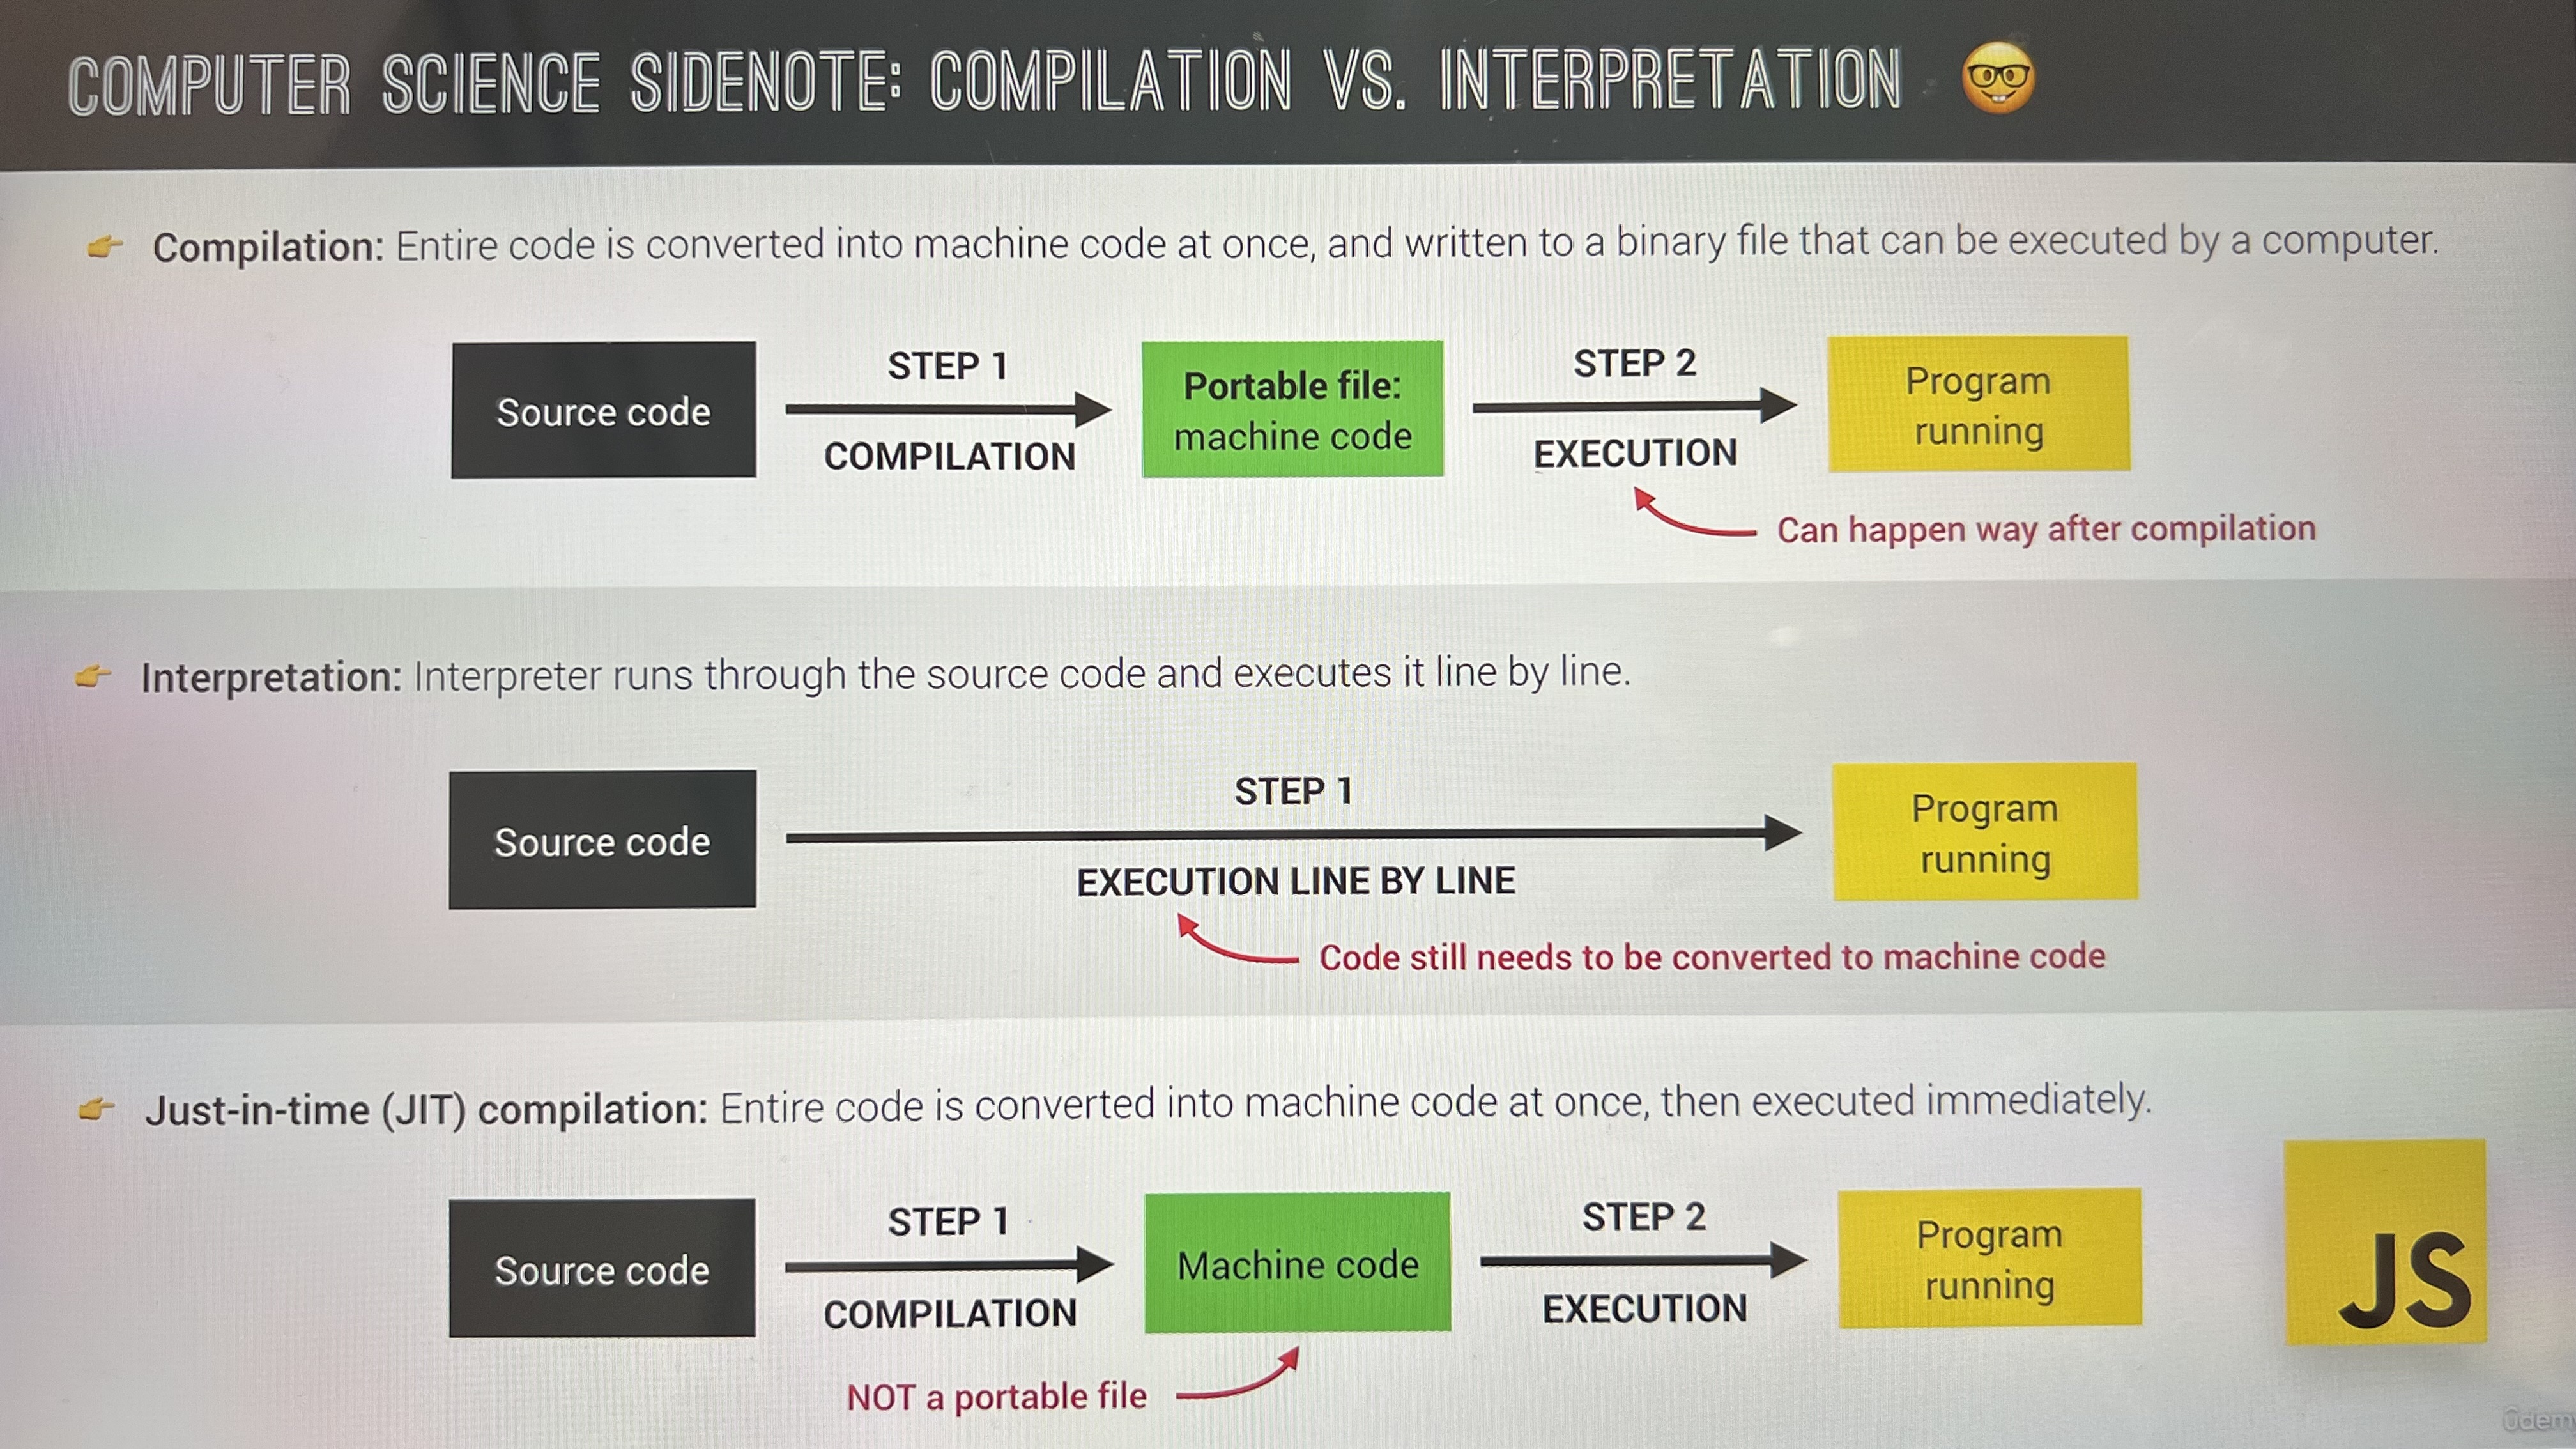 COMPUTER SCIENCE SIDENOTE: COMPILATION VS. INTERPRETATION 🤓
👉 Compilation: Entire code is converted into machine code at once, and written to a binary file that can be executed by a computer.
Source code
STEP 1
COMPILATION
Portable file:
machine code
STEP 2
EXECUTION
Program
running
Can happen way after compilation
👉 Interpretation: Interpreter runs through the source code and executes it line by line.
Source code
STEP 1
EXECUTION LINE BY LINE
Program
running
Code still needs to be converted to machine code
👉 Just-in-time (JIT) compilation: Entire code is converted into machine code at once, then executed immediately.
Source code
STEP 1
COMPILATION
Machine code
STEP 2
EXECUTION
Program
running
NOT a portable file
JS
ûdem